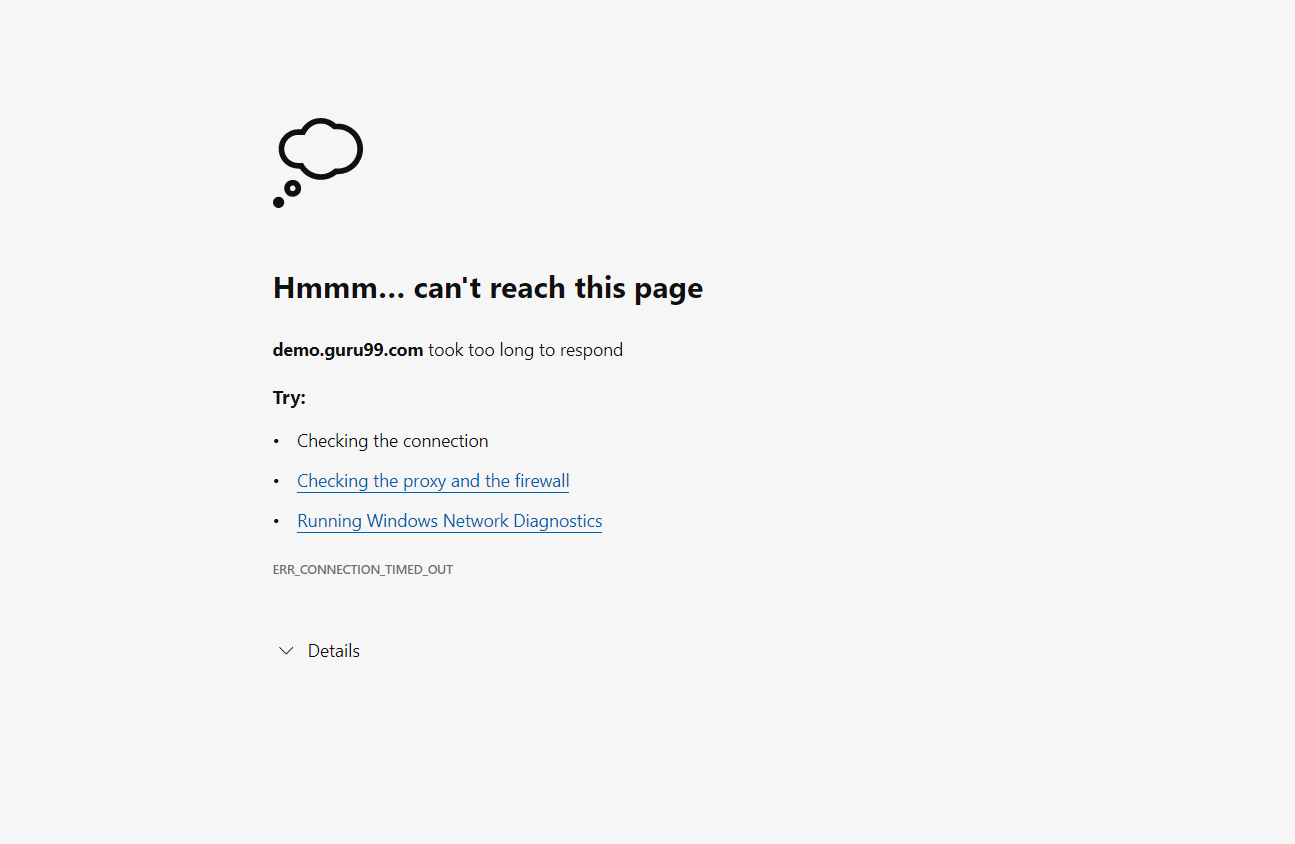 Hmmm... can't reach this page
demo.guru99.com took too long to respond
Try:
• Checking the connection
• Checking the proxy and the firewall
• Running Windows Network Diagnostics
ERR_CONNECTION_TIMED_OUT
Details